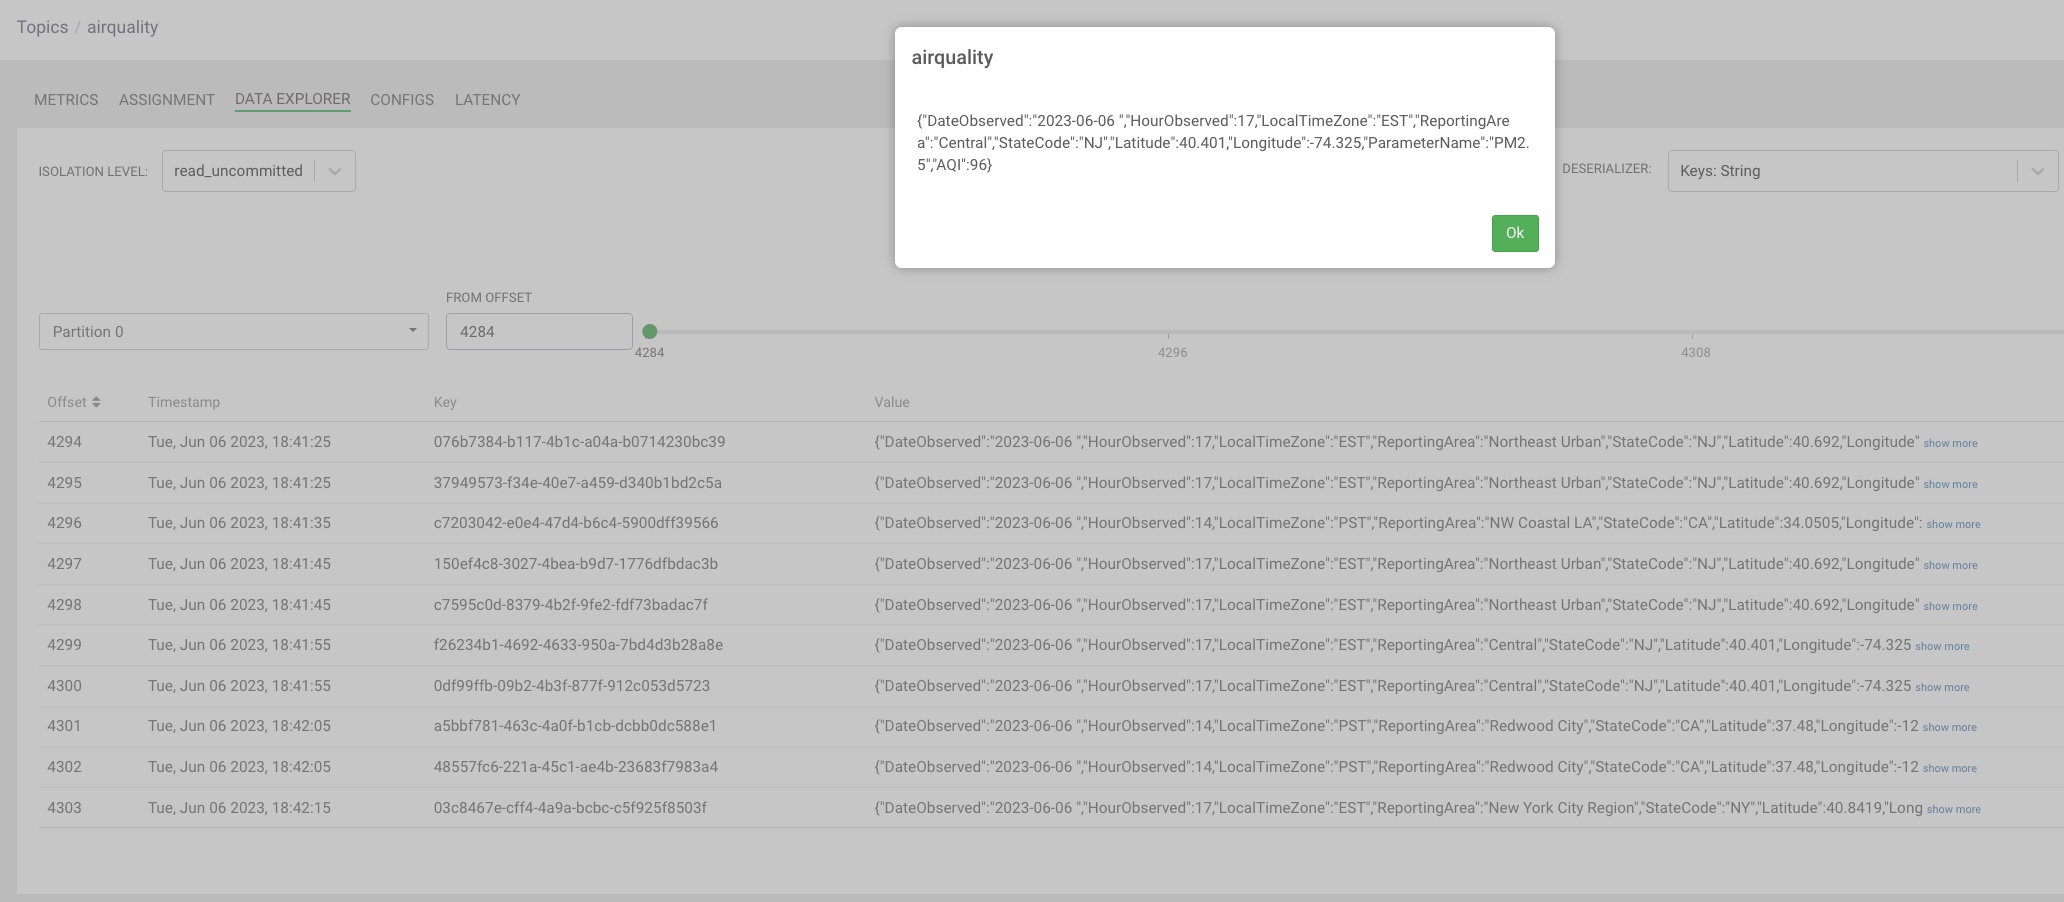 Topics / airquality
airquality
{"DateObserved":"2023-06-06 ","HourObserved":17,"LocalTimeZone":"EST","ReportingAre
a":"Central","StateCode":"NJ","Latitude":40.401,"Longitude":-74.325,"ParameterName":"PM2.
5","AQI":96}
Ok
METRICS ASSIGNMENT DATA EXPLORER CONFIGS LATENCY
ISOLATION LEVEL: read_uncommitted
DESERIALIZER: Keys: String
FROM OFFSET
Partition 0 4284
4284 4296 4308
Offset Timestamp Key Value
4294 Tue, Jun 06 2023, 18:41:25 076b7384-b117-4b1c-a04a-b0714230bc39 {"DateObserved":"2023-06-06 ","HourObserved":17,"LocalTimeZone":"EST","ReportingArea":"Northeast Urban","StateCode":"NJ","Latitude":40.692,"Longitude" show more
4295 Tue, Jun 06 2023, 18:41:25 37949573-f34e-40e7-a459-d340b1bd2c5a {"DateObserved":"2023-06-06 ","HourObserved":17,"LocalTimeZone":"EST","ReportingArea":"Northeast Urban","StateCode":"NJ","Latitude":40.692,"Longitude" show more
4296 Tue, Jun 06 2023, 18:41:35 c7203042-e0e4-47d4-b6c4-5900dff39566 {"DateObserved":"2023-06-06 ","HourObserved":14,"LocalTimeZone":"PST","ReportingArea":"NW Coastal LA","StateCode":"CA","Latitude":34.0505,"Longitude": show more
4297 Tue, Jun 06 2023, 18:41:45 150ef4c8-3027-4bea-b9d7-1776dfbdac3b {"DateObserved":"2023-06-06 ","HourObserved":17,"LocalTimeZone":"EST","ReportingArea":"Northeast Urban","StateCode":"NJ","Latitude":40.692,"Longitude" show more
4298 Tue, Jun 06 2023, 18:41:45 c7595c0d-8379-4b2f-9fe2-fdf73badac7f {"DateObserved":"2023-06-06 ","HourObserved":17,"LocalTimeZone":"EST","ReportingArea":"Northeast Urban","StateCode":"NJ","Latitude":40.692,"Longitude" show more
4299 Tue, Jun 06 2023, 18:41:55 f26234b1-4692-4633-950a-7bd4d3b28a8e {"DateObserved":"2023-06-06 ","HourObserved":17,"LocalTimeZone":"EST","ReportingArea":"Central","StateCode":"NJ","Latitude":40.401,"Longitude":-74.325 show more
4300 Tue, Jun 06 2023, 18:41:55 0df99ffb-09b2-4b3f-877f-912c053d5723 {"DateObserved":"2023-06-06 ","HourObserved":17,"LocalTimeZone":"EST","ReportingArea":"Central","StateCode":"NJ","Latitude":40.401,"Longitude":-74.325 show more
4301 Tue, Jun 06 2023, 18:42:05 a5bbf781-463c-4a0f-b1cb-dcbb0dc588e1 {"DateObserved":"2023-06-06 ","HourObserved":14,"LocalTimeZone":"PST","ReportingArea":"Redwood City","StateCode":"CA","Latitude":37.48,"Longitude":-12 show more
4302 Tue, Jun 06 2023, 18:42:05 48557fc6-221a-45c1-ae4b-23683f7983a4 {"DateObserved":"2023-06-06 ","HourObserved":14,"LocalTimeZone":"PST","ReportingArea":"Redwood City","StateCode":"CA","Latitude":37.48,"Longitude":-12 show more
4303 Tue, Jun 06 2023, 18:42:15 03c8467e-cff4-4a9a-bcbc-c5f925f8503f {"DateObserved":"2023-06-06 ","HourObserved":17,"LocalTimeZone":"EST","ReportingArea":"New York City Region","StateCode":"NY","Latitude":40.8419,"Long show more